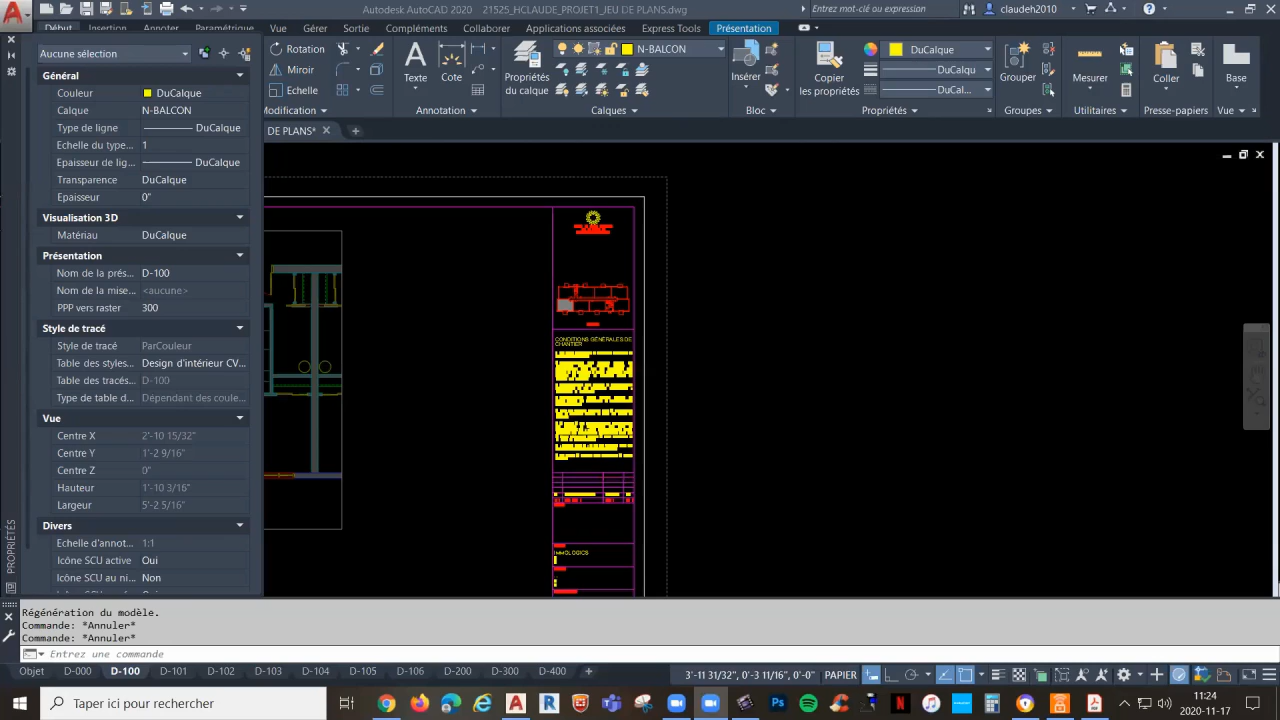 Autodesk AutoCAD 2020 21525_HCLAUDE_PROJET1_JEU DE PLANS.dwg
Entrez mot-clé ou expression
claudeh10
Début Insertion Annoter Paramétrique Vue Gérer Sortie Compléments Collaborer Applications associées Express Tools Présentation
Aucune sélection
Rotation
Miroir
Echelle
Modification
Texte
Cote
Annotation
Propriétés
du calque
N-BALCON
Calques
Insérer
Bloc
Copier
les propriétés
DuCalque
DuCalqu
DuCal...
Propriétés
Grouper
Groupes
Mesurer
Utilitaires
Coller
Presse-papiers
Base
Vue
DE PLANS*
Général
Couleur DuCalque
Calque N-BALCON
Type de ligne DuCalque
Echelle du type... 1
Epaisseur de lig... DuCalque
Transparence DuCalque
Epaisseur 0"
Visualisation 3D
Matériau DuCalque
Présentation
Nom de la prés... D-100
Nom de la mise... <aucune>
PPP vers raster 300
Style de tracé
Style de tracé ParCouleur
Table des styles... Design d'intérieur CV...
Table des tracés... D-100
Type de table d... Dépendant des coule...
Vue
Centre X 2'-10 15/32"
Centre Y 1'-2 9/16"
Centre Z 0"
Hauteur 1'-10 3/16"
Largeur 5'-2 5/16"
Divers
Echelle d'annot... 1:1
Icône SCU active Oui
Icône SCU au ni... Non
PROPRIÉTÉS
CONDITIONS GÉNÉRALES DE
CHANTIER
IMMOLOGICS
Régénération du modèle.
Commande: *Annuler*
Commande: *Annuler*
Entrez une commande
Objet D-000 D-100 D-101 D-102 D-103 D-104 D-105 D-106 D-200 D-300 D-400
3'-11 31/32", 0'-3 11/16", 0'-0" PAPIER
Taper ici pour rechercher
11:24
2020-11-17